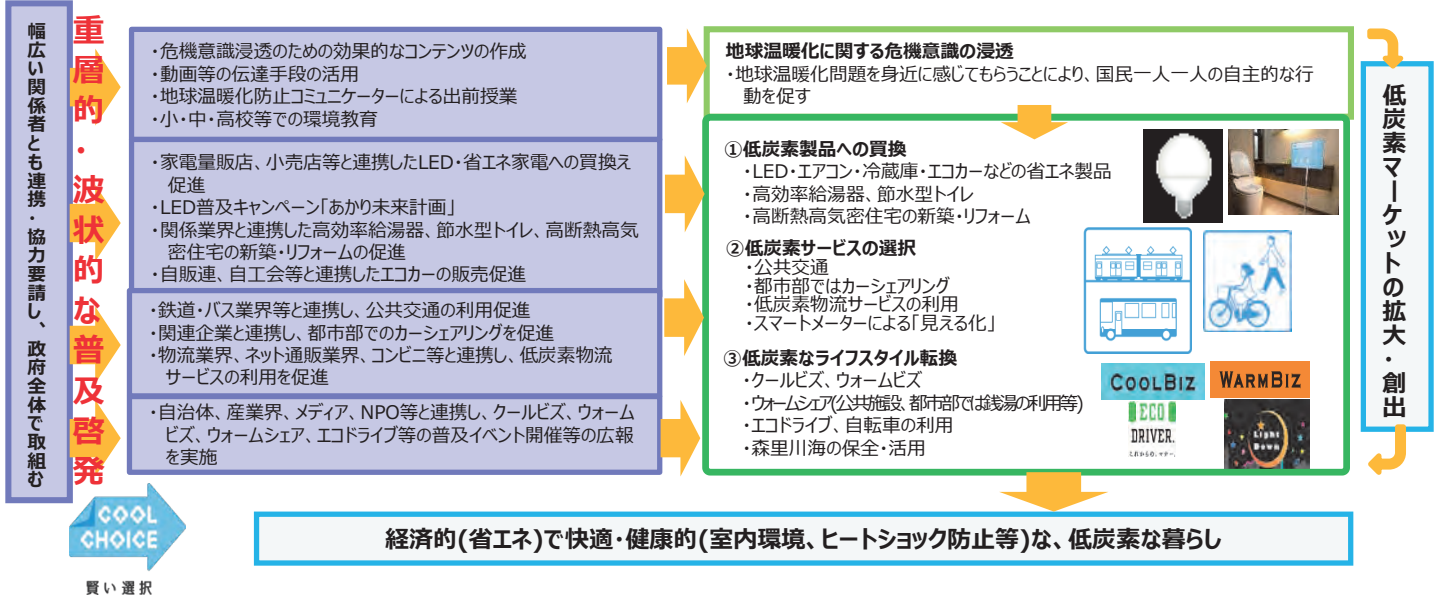 幅広い関係者とも連携・協力要請し、政府全体で取組む
重層的・波状的な普及啓発
・危機意識浸透のための効果的なコンテンツの作成
・動画等の伝達手段の活用
・地球温暖化防止コミュニケーターによる出前授業
・小・中・高校等での環境教育
・家電量販店、小売店等と連携したLED・省エネ家電への買換え
促進
・LED普及キャンペーン「あかり未来計画」
・関係業界と連携した高効率給湯器、節水型トイレ、高断熱高気
密住宅の新築・リフォームの促進
・自販連、自工会等と連携したエコカーの販売促進
・鉄道・バス業界等と連携し、公共交通の利用促進
・関連企業と連携し、都市部でのカーシェアリングを促進
・物流業界、ネット通販業界、コンビニ等と連携し、低炭素物流
サービスの利用を促進
・自治体、産業界、メディア、NPO等と連携し、クールビズ、ウォーム
ビズ、ウォームシェア、エコドライブ等の普及イベント開催等の広報
を実施
地球温暖化に関する危機意識の浸透
・地球温暖化問題を身近に感じてもらうことにより、国民一人一人の自主的な行
動を促す
①低炭素製品への買換
・LED・エアコン・冷蔵庫・エコカーなどの省エネ製品
・高効率給湯器、節水型トイレ
・高断熱高気密住宅の新築・リフォーム
②低炭素サービスの選択
・公共交通
・都市部ではカーシェアリング
・低炭素物流サービスの利用
・スマートメーターによる「見える化」
③低炭素なライフスタイル転換
・クールビズ、ウォームビズ
・ウォームシェア(公共施設、都市部では銭湯の利用等)
・エコドライブ、自転車の利用
・森里川海の保全・活用
COOLBIZ
WARMBIZ
ECO
DRIVER.
これからの、マナー。
Light
Down
低炭素マーケットの拡大・創出
COOL
CHOICE
賢い選択
経済的(省エネ)で快適・健康的(室内環境、ヒートショック防止等)な、低炭素な暮らし